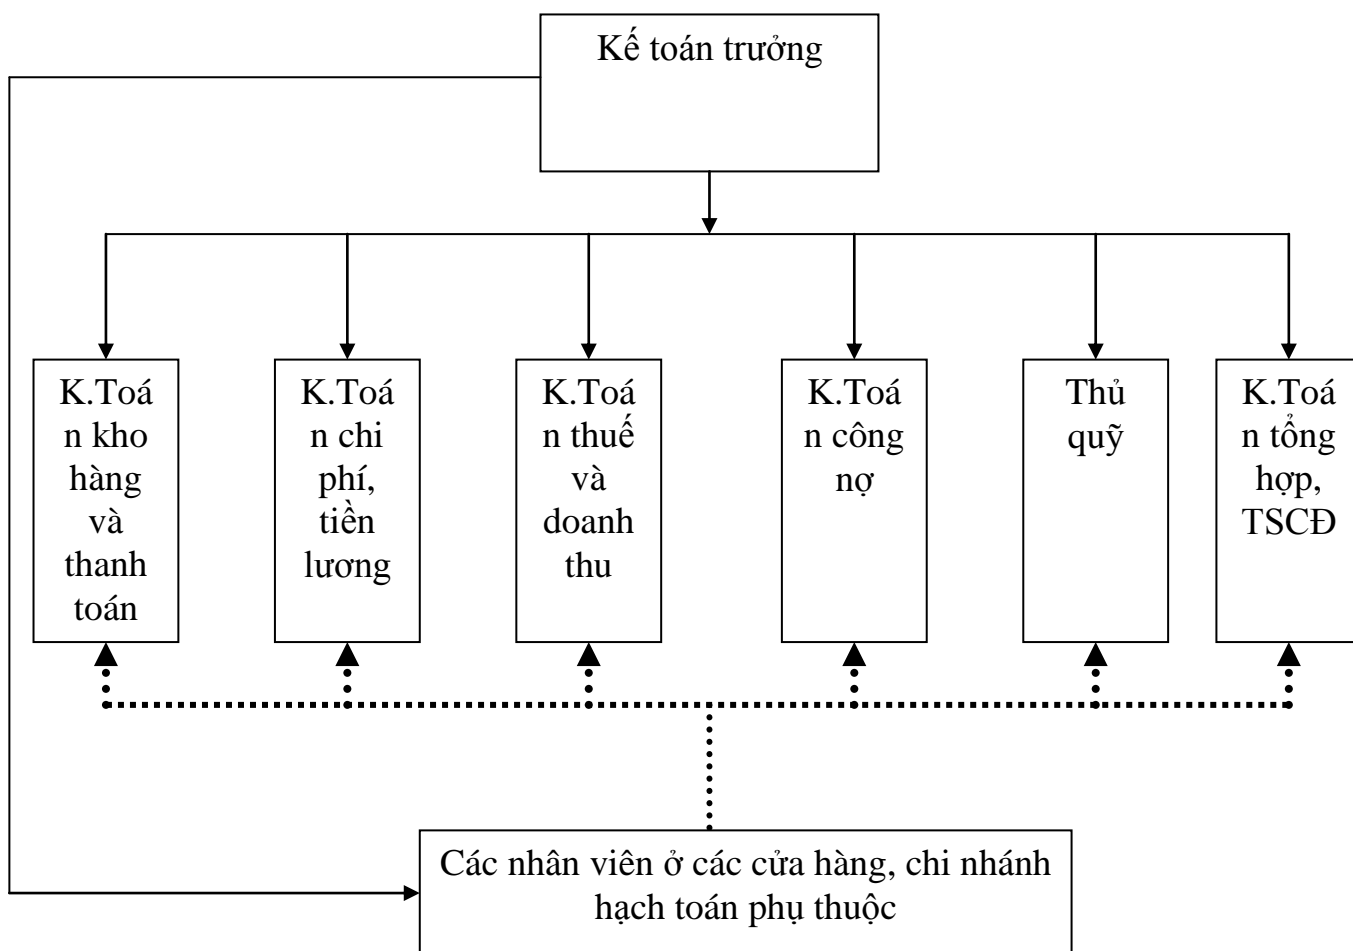 Kế toán trưởng
K.Toá
n kho
hàng
và
thanh
toán
K.Toá
n chi
phí,
tiền
lương
K.Toá
n thuế
và
doanh
thu
K.Toá
n công
nợ
Thủ
quỹ
K.Toá
n tổng
hợp,
TSCĐ
Các nhân viên ở các cửa hàng, chi nhánh
hạch toán phụ thuộc